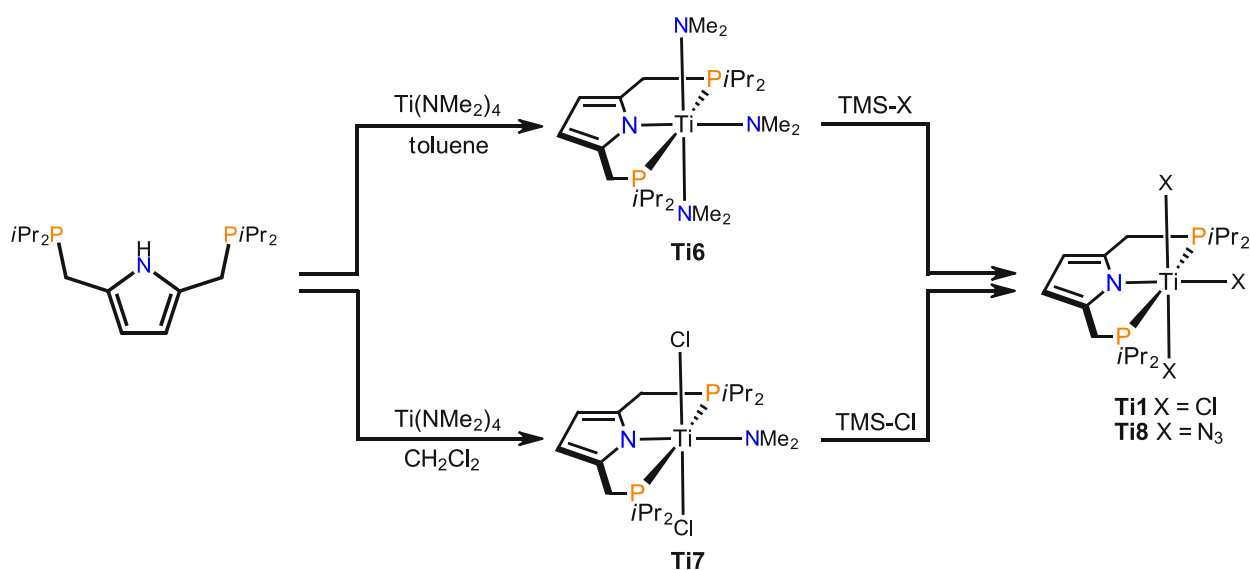 iPr₂P
PiPr₂
H
N
Ti(NMe₂)₄
toluene
NMe₂
PiPr₂
N
Ti
NMe₂
P
iPr₂
NMe₂
Ti6
TMS-X
Ti(NMe₂)₄
CH₂Cl₂
Cl
PiPr₂
N
Ti
NMe₂
P
iPr₂
Cl
Ti7
TMS-Cl
X
PiPr₂
N
Ti
X
P
iPr₂
X
Ti1 X = Cl
Ti8 X = N₃